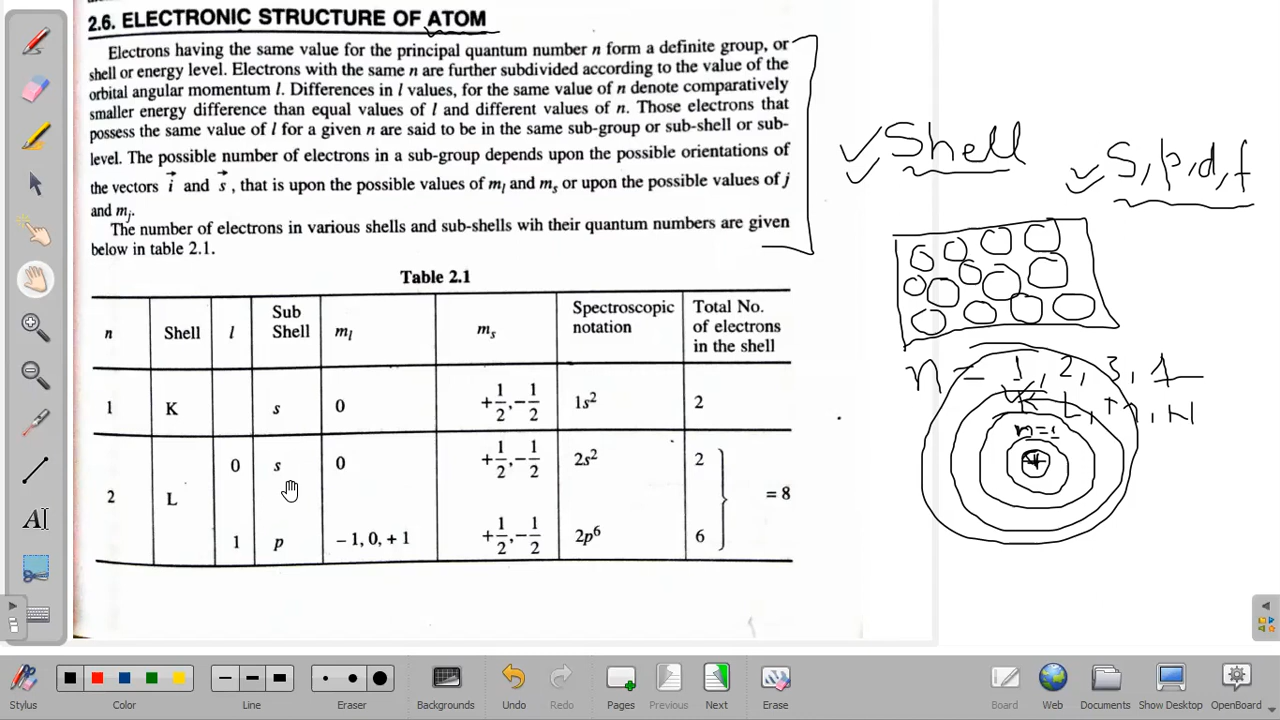 2.6. ELECTRONIC STRUCTURE OF ATOM
Electrons having the same value for the principal quantum number n form a definite group, or
shell or energy level. Electrons with the same n are further subdivided according to the value of the
orbital angular momentum l. Differences in l values, for the same value of n denote comparatively
smaller energy difference than equal values of l and different values of n. Those electrons that
possess the same value of l for a given n are said to be in the same sub-group or sub-shell or sub-
level. The possible number of electrons in a sub-group depends upon the possible orientations of
the vectors i⃗ and s⃗, that is upon the possible values of mₗ and mₛ or upon the possible values of j
and mⱼ.
The number of electrons in various shells and sub-shells wih their quantum numbers are given
below in table 2.1.
Table 2.1
n Shell l Sub Shell mₗ mₛ Spectroscopic notation Total No. of electrons in the shell
1 K s 0 +1/2, -1/2 1s² 2
0 s 0 +1/2, -1/2 2s² 2
2 L = 8
1 p – 1, 0, + 1 +1/2, -1/2 2p⁶ 6
Shell
S, p, d, f
n = 1, 2, 3, 4
K L, m, N
n=1
Stylus
Color
Line
Eraser
Backgrounds
Undo
Redo
Pages
Previous
Next
Erase
Board
Web
Documents
Show Desktop
OpenBoard